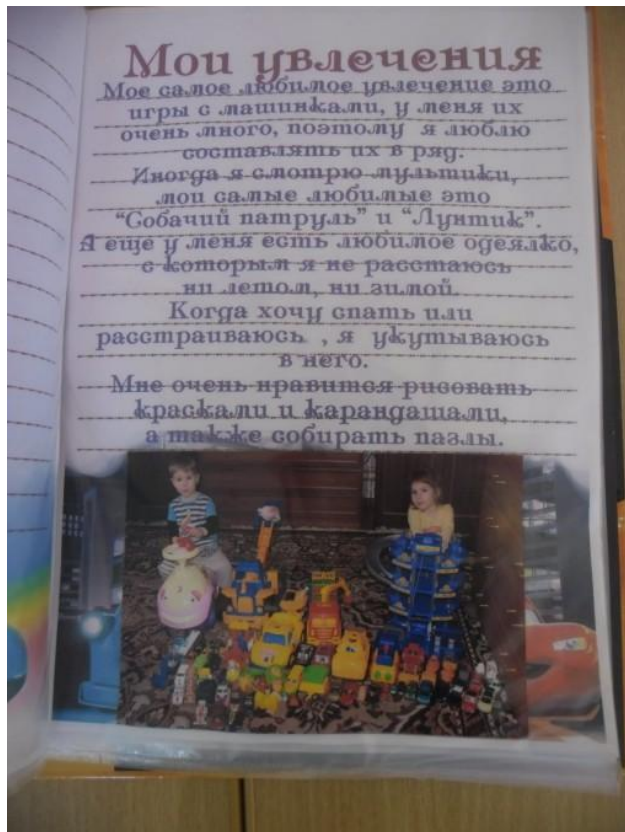 Мои увлечения
Мое самое любимое увлечение это
игры с машинками, у меня их
очень много, поэтому я люблю
составлять их в ряд.
Иногда я смотрю мультики,
мои самые любимые это
“Собачий патруль” и “Лунтик”.
А еще у меня есть любимое одеялко,
с которым я не расстаюсь
ни летом, ни зимой.
Когда хочу спать или
расстраиваюсь , я укутываюсь
в него.
Мне очень нравится рисовать
красками и карандашами,
а также собирать пазлы.